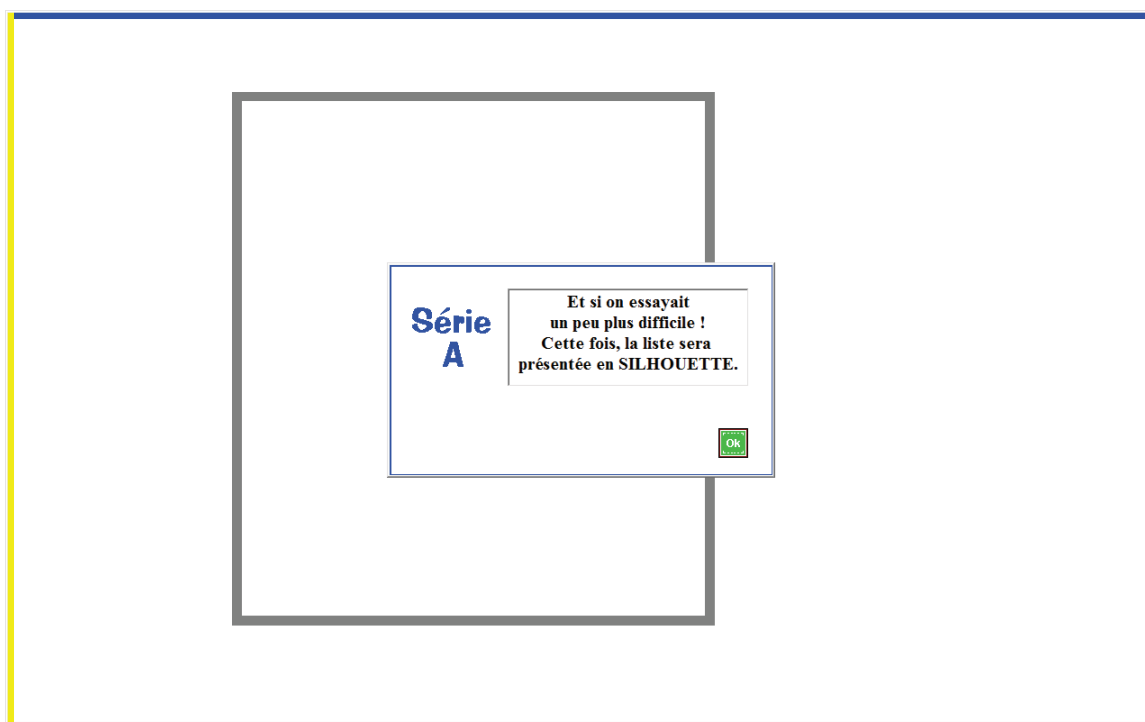 Série
A
Et si on essayait
un peu plus difficile !
Cette fois, la liste sera
présentée en SILHOUETTE.
Ok